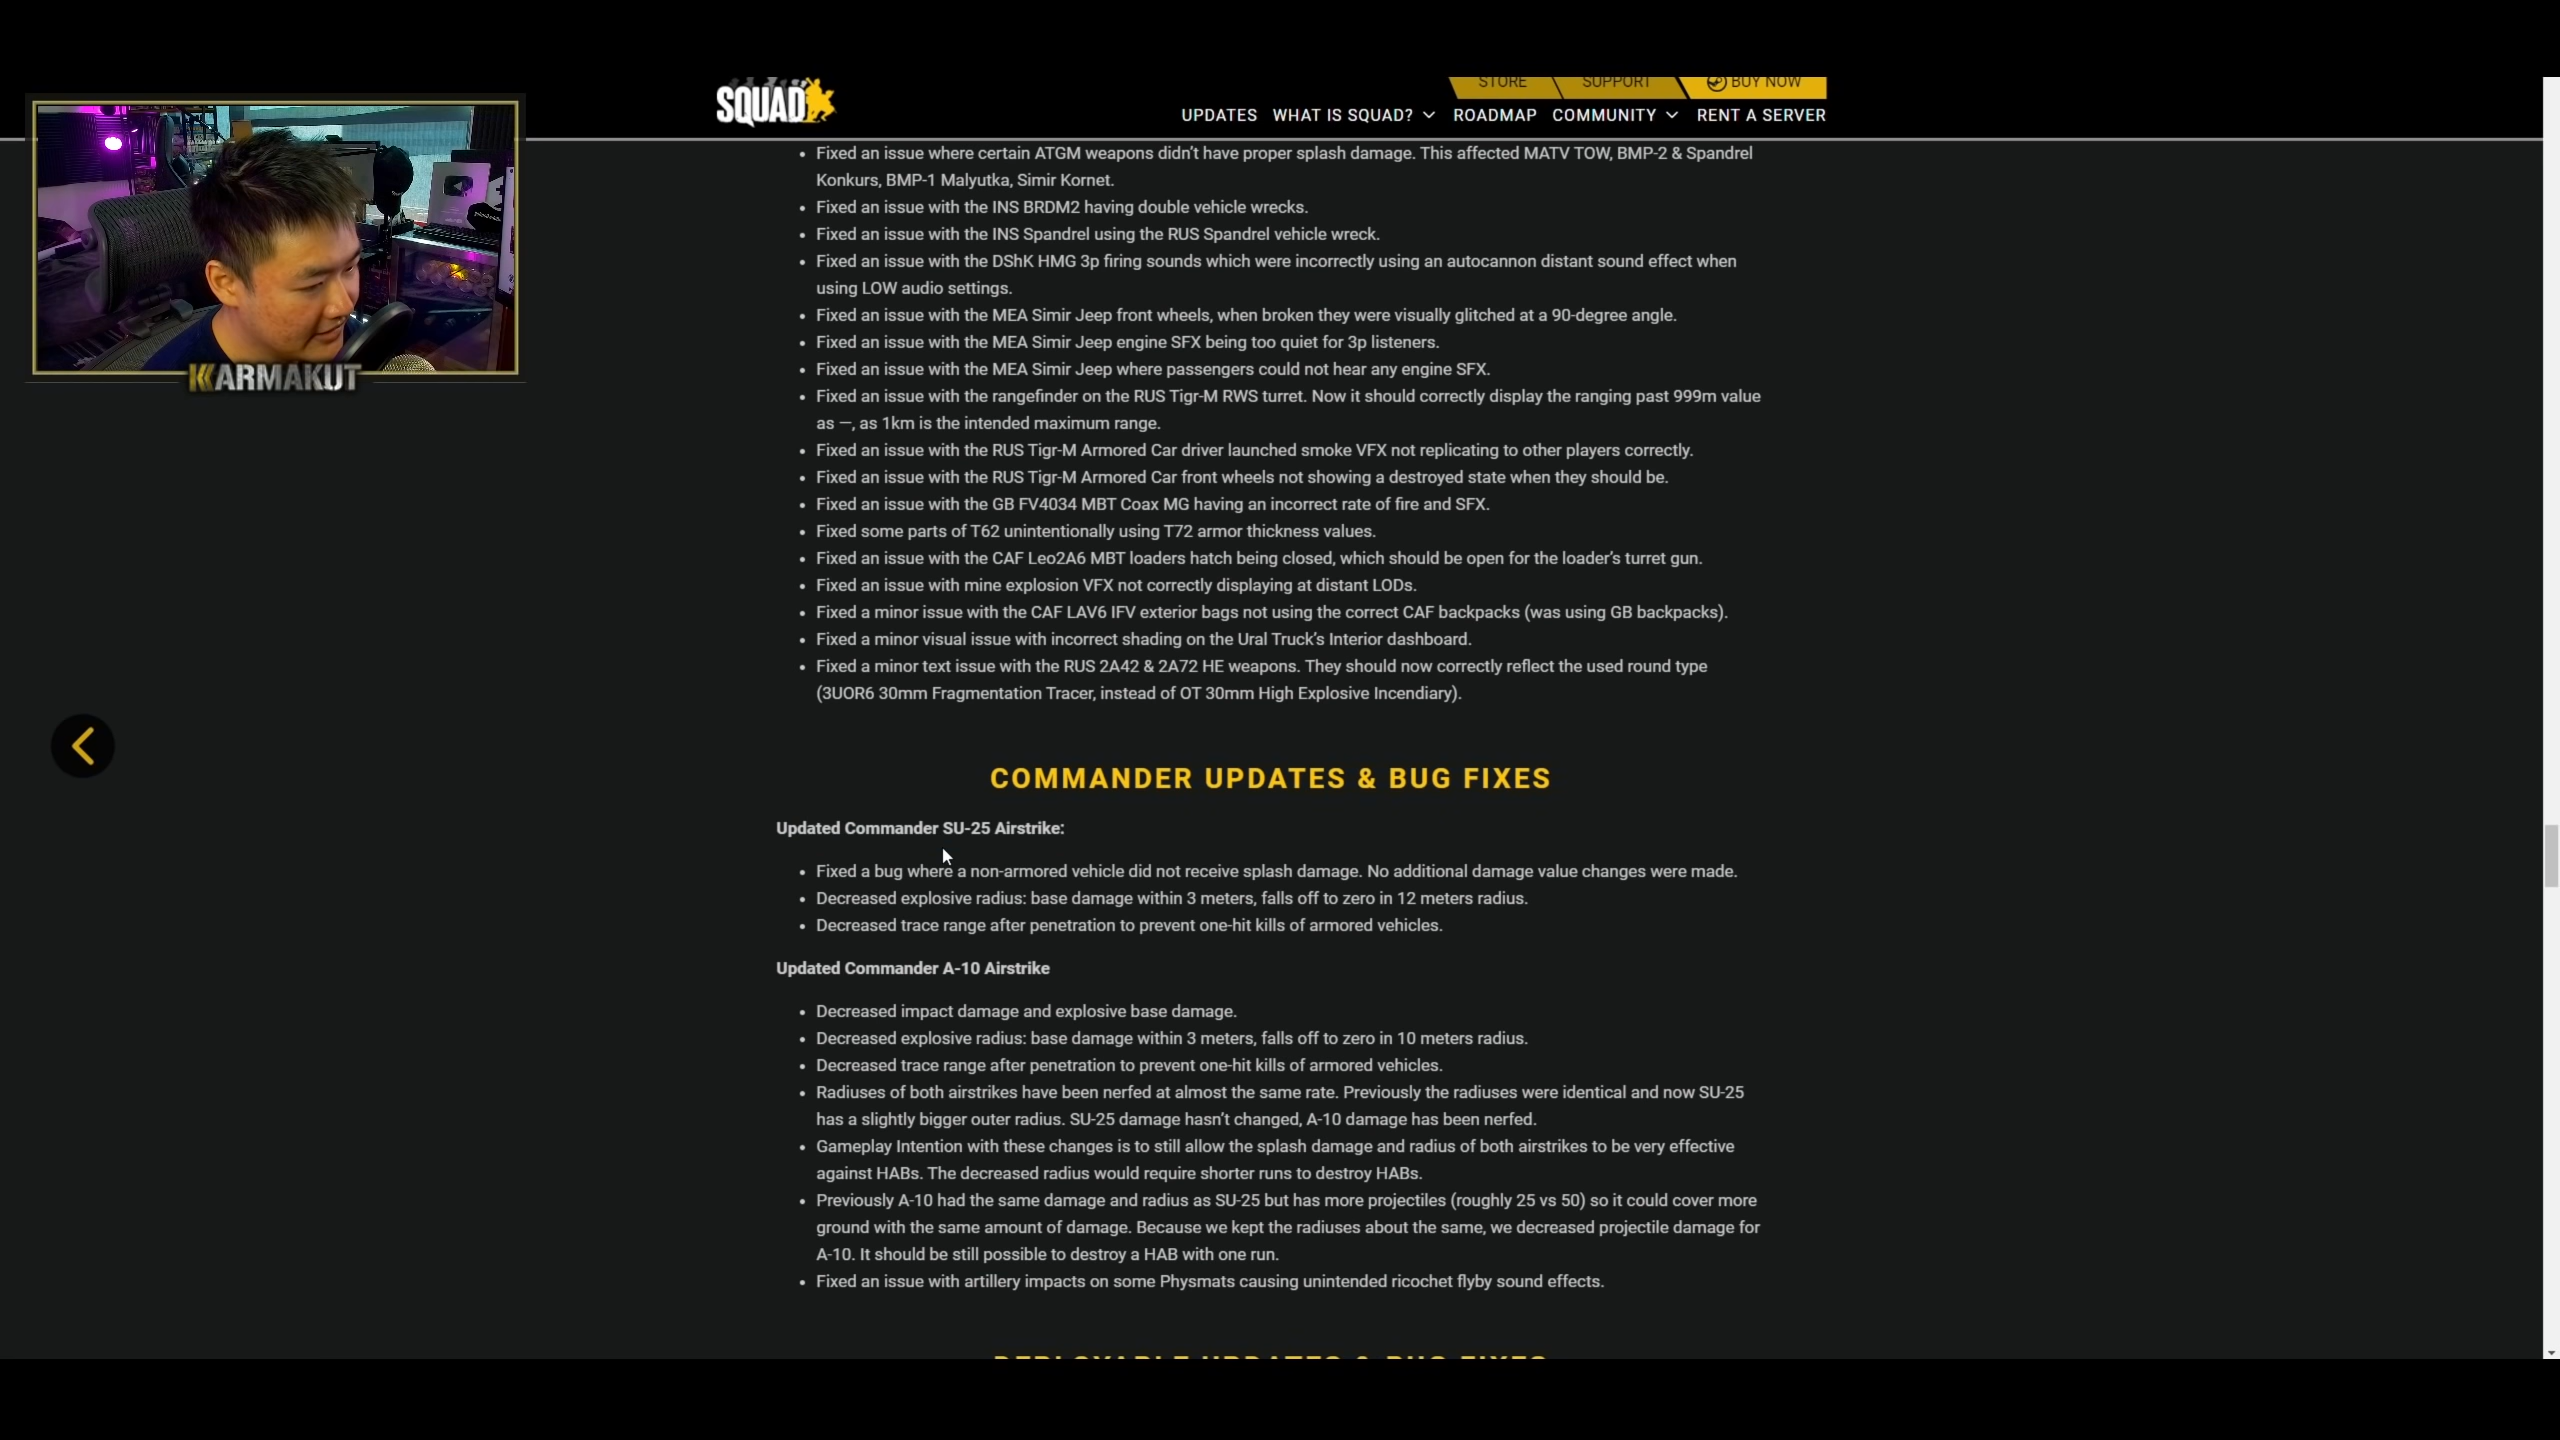 SQUAD
STORE SUPPORT BUY NOW
UPDATES WHAT IS SQUAD? ROADMAP COMMUNITY RENT A SERVER
KARMAKUT
• Fixed an issue where certain ATGM weapons didn't have proper splash damage. This affected MATV TOW, BMP-2 & Spandrel
Konkurs, BMP-1 Malyutka, Simir Kornet.
• Fixed an issue with the INS BRDM2 having double vehicle wrecks.
• Fixed an issue with the INS Spandrel using the RUS Spandrel vehicle wreck.
• Fixed an issue with the DShK HMG 3p firing sounds which were incorrectly using an autocannon distant sound effect when
using LOW audio settings.
• Fixed an issue with the MEA Simir Jeep front wheels, when broken they were visually glitched at a 90-degree angle.
• Fixed an issue with the MEA Simir Jeep engine SFX being too quiet for 3p listeners.
• Fixed an issue with the MEA Simir Jeep where passengers could not hear any engine SFX.
• Fixed an issue with the rangefinder on the RUS Tigr-M RWS turret. Now it should correctly display the ranging past 999m value
as —, as 1km is the intended maximum range.
• Fixed an issue with the RUS Tigr-M Armored Car driver launched smoke VFX not replicating to other players correctly.
• Fixed an issue with the RUS Tigr-M Armored Car front wheels not showing a destroyed state when they should be.
• Fixed an issue with the GB FV4034 MBT Coax MG having an incorrect rate of fire and SFX.
• Fixed some parts of T62 unintentionally using T72 armor thickness values.
• Fixed an issue with the CAF Leo2A6 MBT loaders hatch being closed, which should be open for the loader's turret gun.
• Fixed an issue with mine explosion VFX not correctly displaying at distant LODs.
• Fixed a minor issue with the CAF LAV6 IFV exterior bags not using the correct CAF backpacks (was using GB backpacks).
• Fixed a minor visual issue with incorrect shading on the Ural Truck's Interior dashboard.
• Fixed a minor text issue with the RUS 2A42 & 2A72 HE weapons. They should now correctly reflect the used round type
(3UOR6 30mm Fragmentation Tracer, instead of OT 30mm High Explosive Incendiary).
COMMANDER UPDATES & BUG FIXES
Updated Commander SU-25 Airstrike:
• Fixed a bug where a non-armored vehicle did not receive splash damage. No additional damage value changes were made.
• Decreased explosive radius: base damage within 3 meters, falls off to zero in 12 meters radius.
• Decreased trace range after penetration to prevent one-hit kills of armored vehicles.
Updated Commander A-10 Airstrike
• Decreased impact damage and explosive base damage.
• Decreased explosive radius: base damage within 3 meters, falls off to zero in 10 meters radius.
• Decreased trace range after penetration to prevent one-hit kills of armored vehicles.
• Radiuses of both airstrikes have been nerfed at almost the same rate. Previously the radiuses were identical and now SU-25
has a slightly bigger outer radius. SU-25 damage hasn't changed, A-10 damage has been nerfed.
• Gameplay Intention with these changes is to still allow the splash damage and radius of both airstrikes to be very effective
against HABs. The decreased radius would require shorter runs to destroy HABs.
• Previously A-10 had the same damage and radius as SU-25 but has more projectiles (roughly 25 vs 50) so it could cover more
ground with the same amount of damage. Because we kept the radiuses about the same, we decreased projectile damage for
A-10. It should be still possible to destroy a HAB with one run.
• Fixed an issue with artillery impacts on some Physmats causing unintended ricochet flyby sound effects.
DEPLOYABLE UPDATES & BUG FIXES